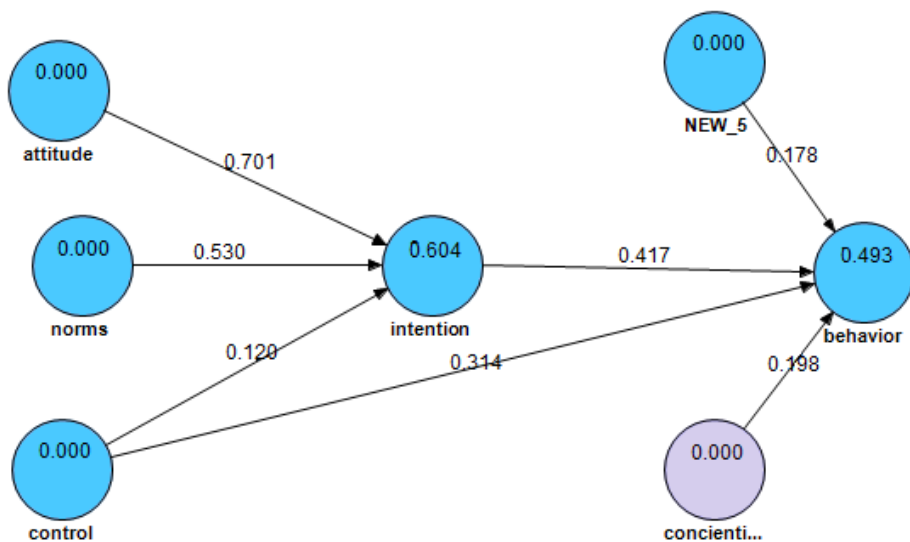 0.000
attitude
0.701
0.000
norms
0.530
0.000
control
0.120
0.314
0.604
intention
0.417
0.000
NEW_5
0.178
0.493
behavior
0.198
0.000
concienti...